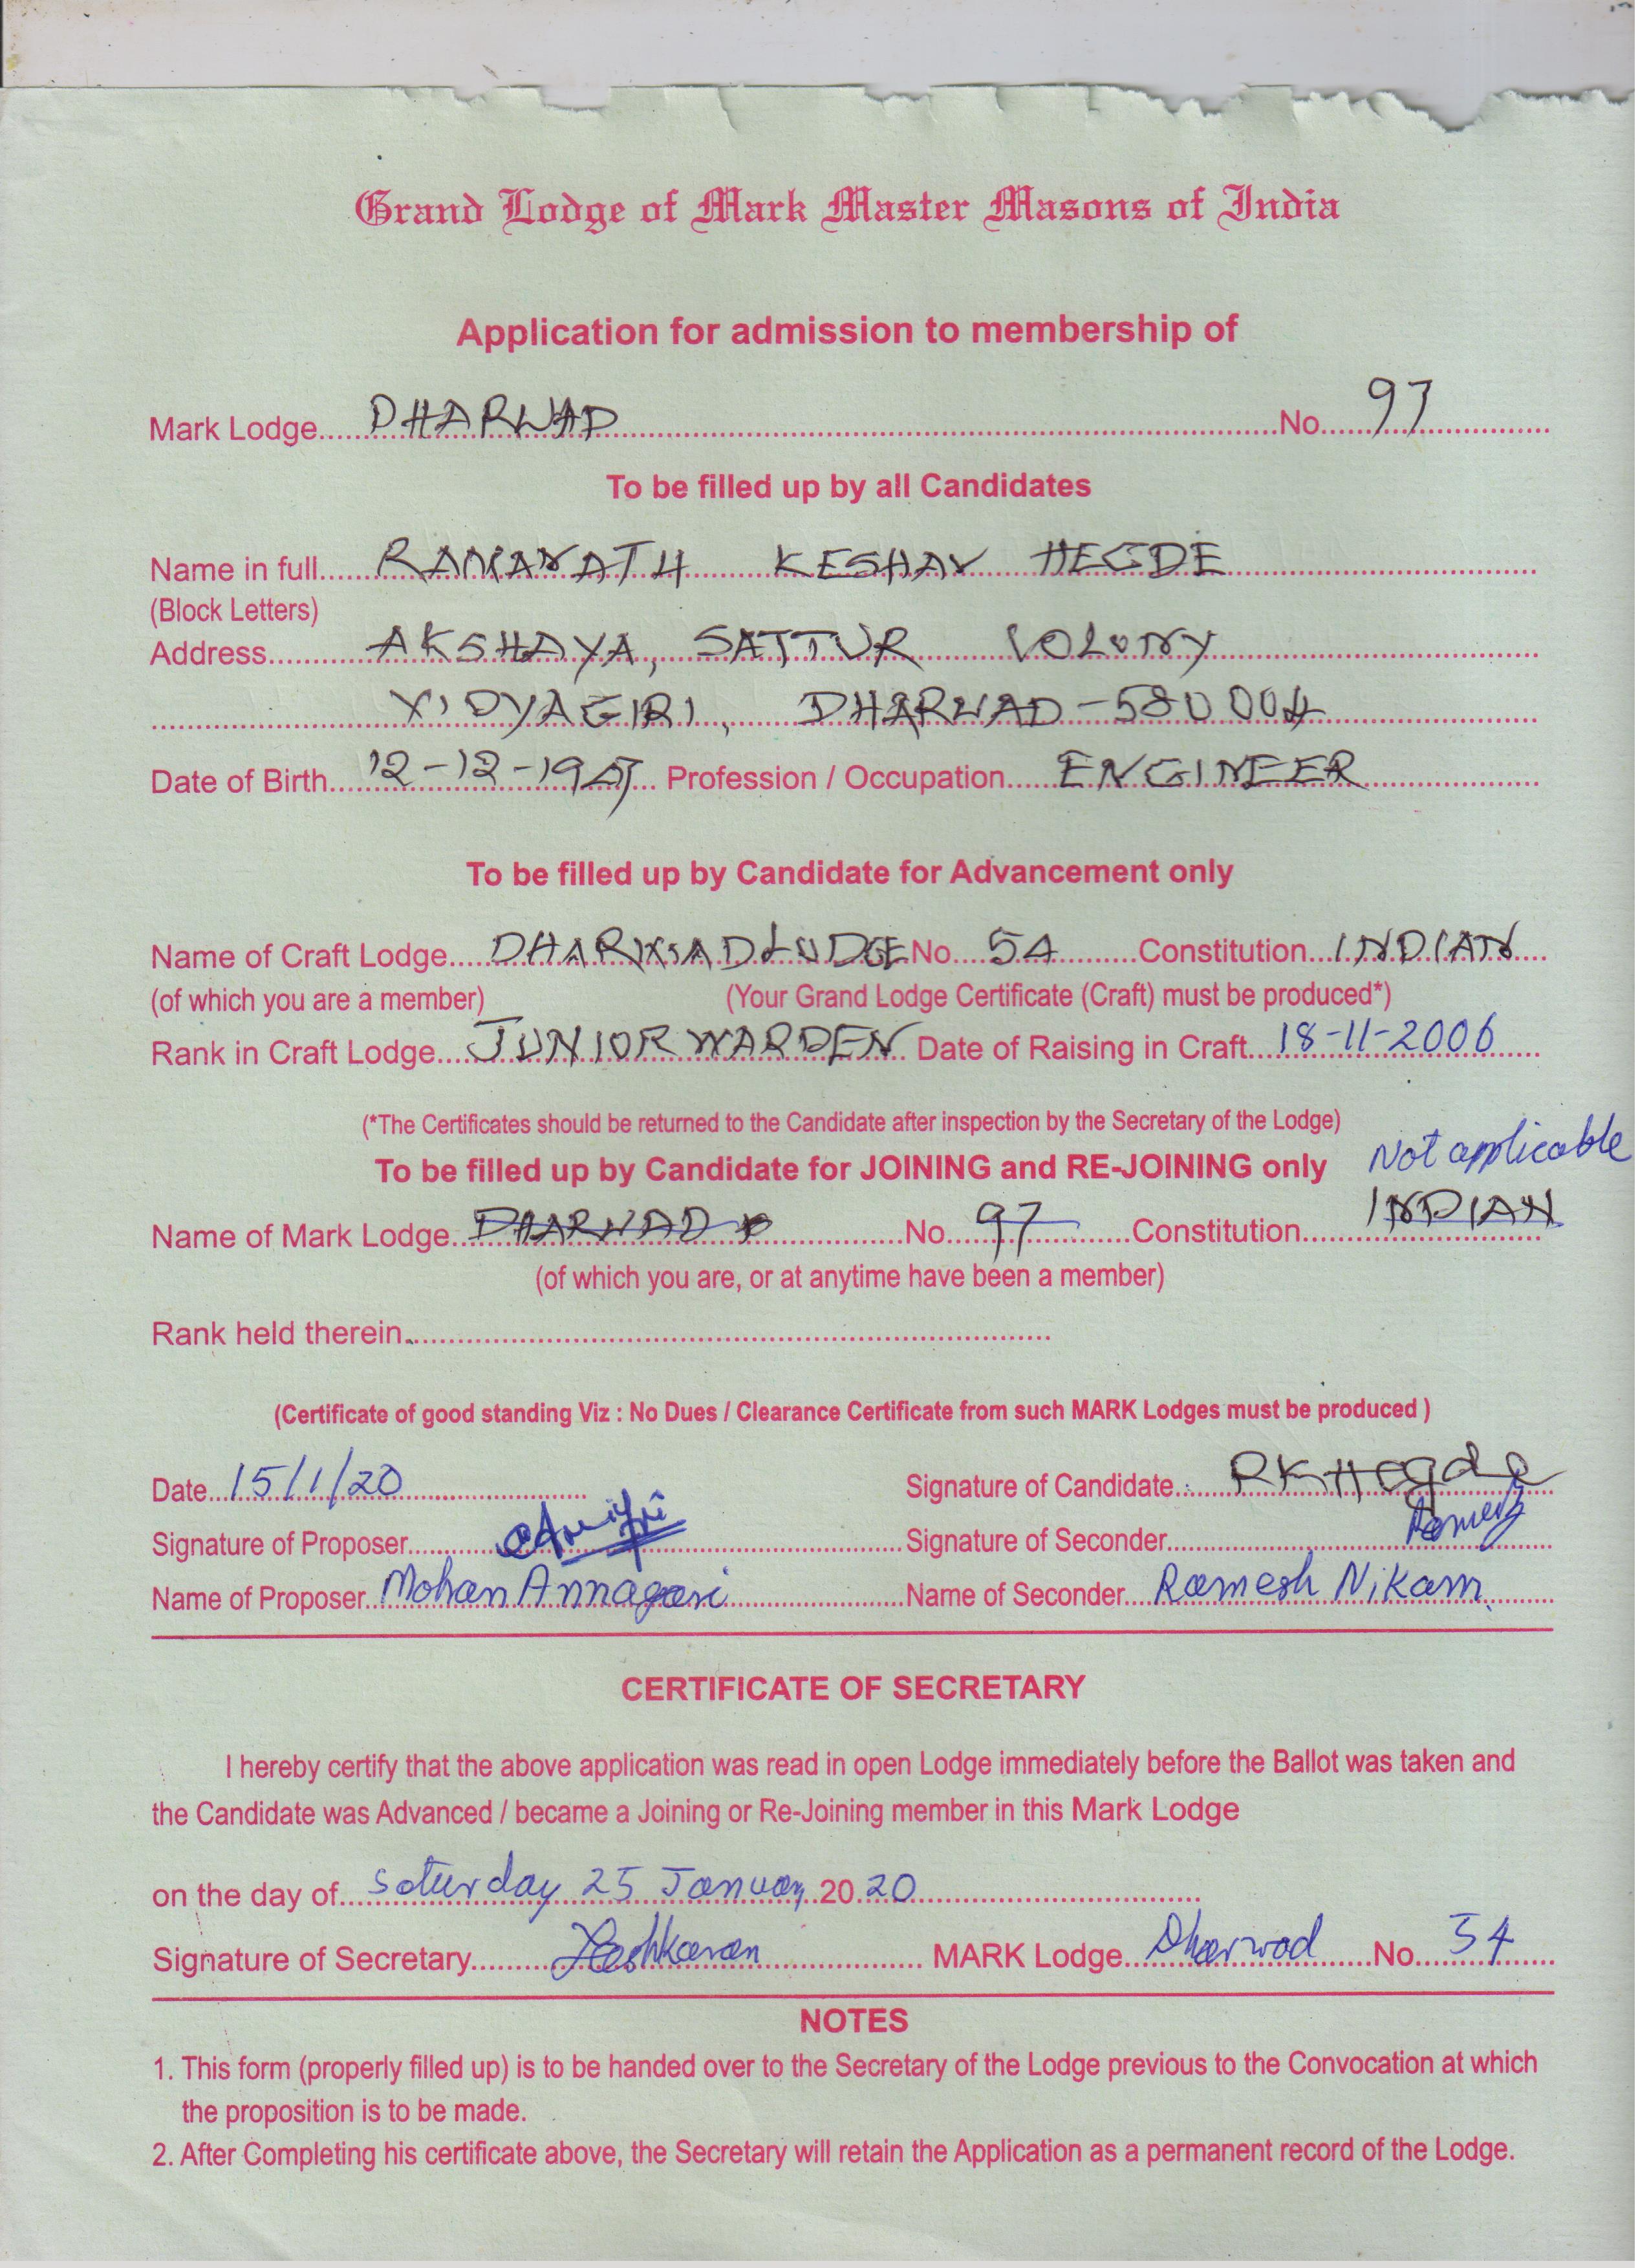 Grand Lodge of Mark Master Masons of India
Application for admission to membership of
Mark Lodge DHARWAD No 97
To be filled up by all Candidates
Name in full RAMANATH KESHAV HEGDE
(Block Letters)
Address AKSHAYA, SATTUR COLONY
VIDYAGIRI, DHARWAD-580004
Date of Birth Profession / Occupation ENGINEER
To be filled up by Candidate for Advancement only
Name of Craft Lodge DHARWAD LODGE No 54 Constitution INDIAN
(of which you are a member) (Your Grand Lodge Certificate (Craft) must be produced*)
Rank in Craft Lodge JUNIOR WARDEN Date of Raising in Craft 18-11-2006
(*The Certificates should be returned to the Candidate after inspection by the Secretary of the Lodge)
To be filled up by Candidate for JOINING and RE-JOINING only Not applicable
Name of Mark Lodge DHARWAD No 97 Constitution INDIAN
(of which you are, or at anytime have been a member)
Rank held therein
(Certificate of good standing Viz : No Dues / Clearance Certificate from such MARK Lodges must be produced )
Date 15/1/20 Signature of Candidate RKHegde
Signature of Proposer Signature of Seconder
Name of Proposer Mohan Annagari Name of Seconder Ramesh Nikam
CERTIFICATE OF SECRETARY
I hereby certify that the above application was read in open Lodge immediately before the Ballot was taken and
the Candidate was Advanced / became a Joining or Re-Joining member in this Mark Lodge
on the day of Saturday 25 January 20 20
Signature of Secretary MARK Lodge Dharwad No 54
NOTES
1. This form (properly filled up) is to be handed over to the Secretary of the Lodge previous to the Convocation at which
the proposition is to be made.
2. After Completing his certificate above, the Secretary will retain the Application as a permanent record of the Lodge.